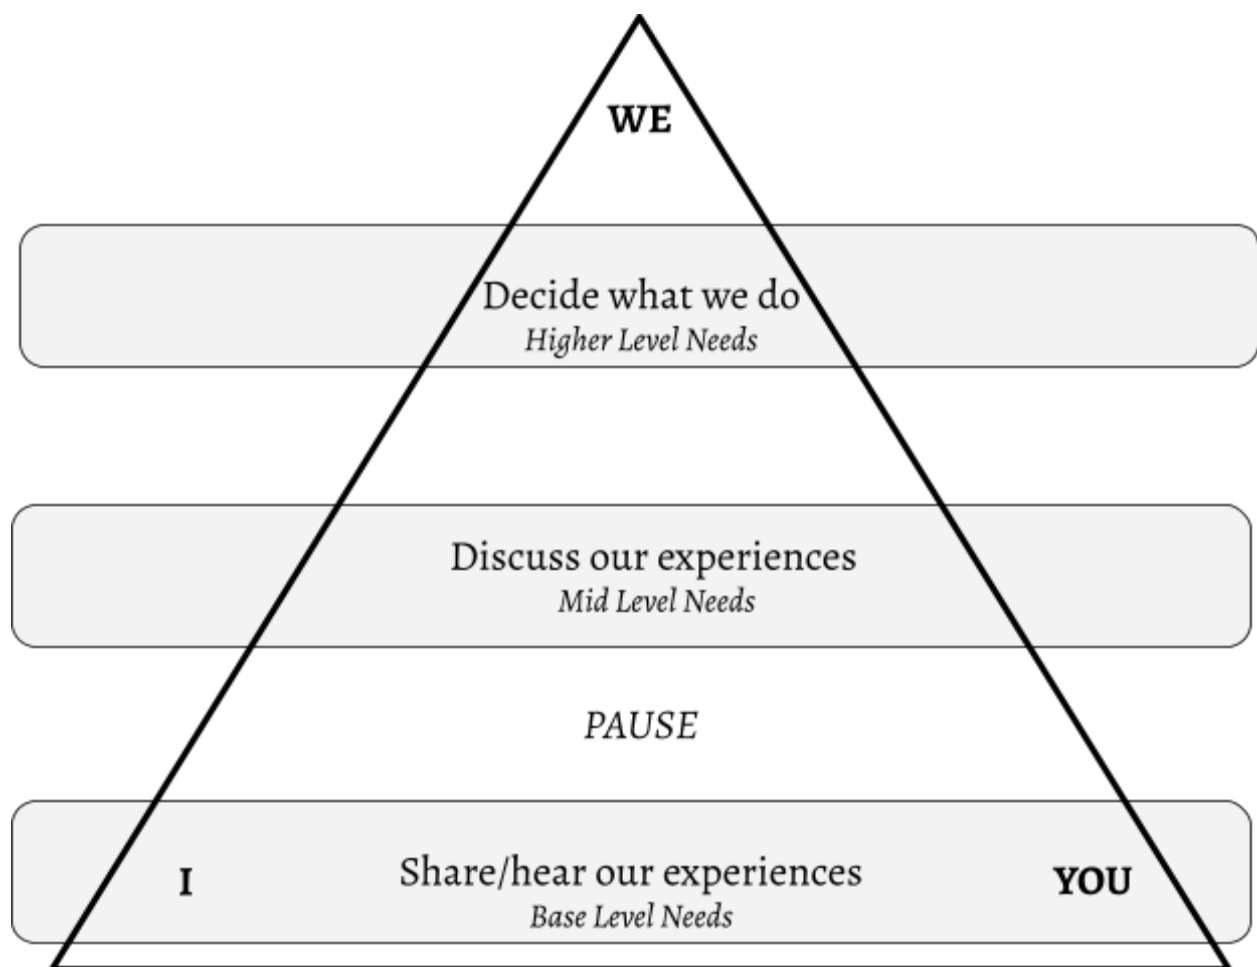 WE
Decide what we do
Higher Level Needs
Discuss our experiences
Mid Level Needs
PAUSE
I Share/hear our experiences YOU
Base Level Needs